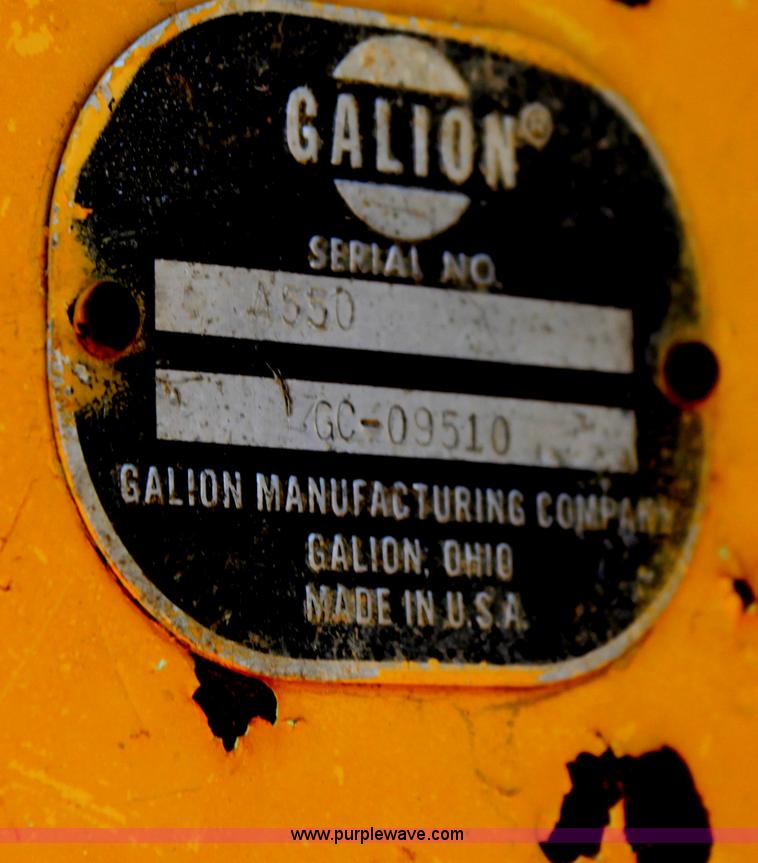 GALION®
SERIAL NO.
A550
GC-09510
GALION MANUFACTURING COMPANY
GALION, OHIO
MADE IN U.S.A.
www.purplewave.com